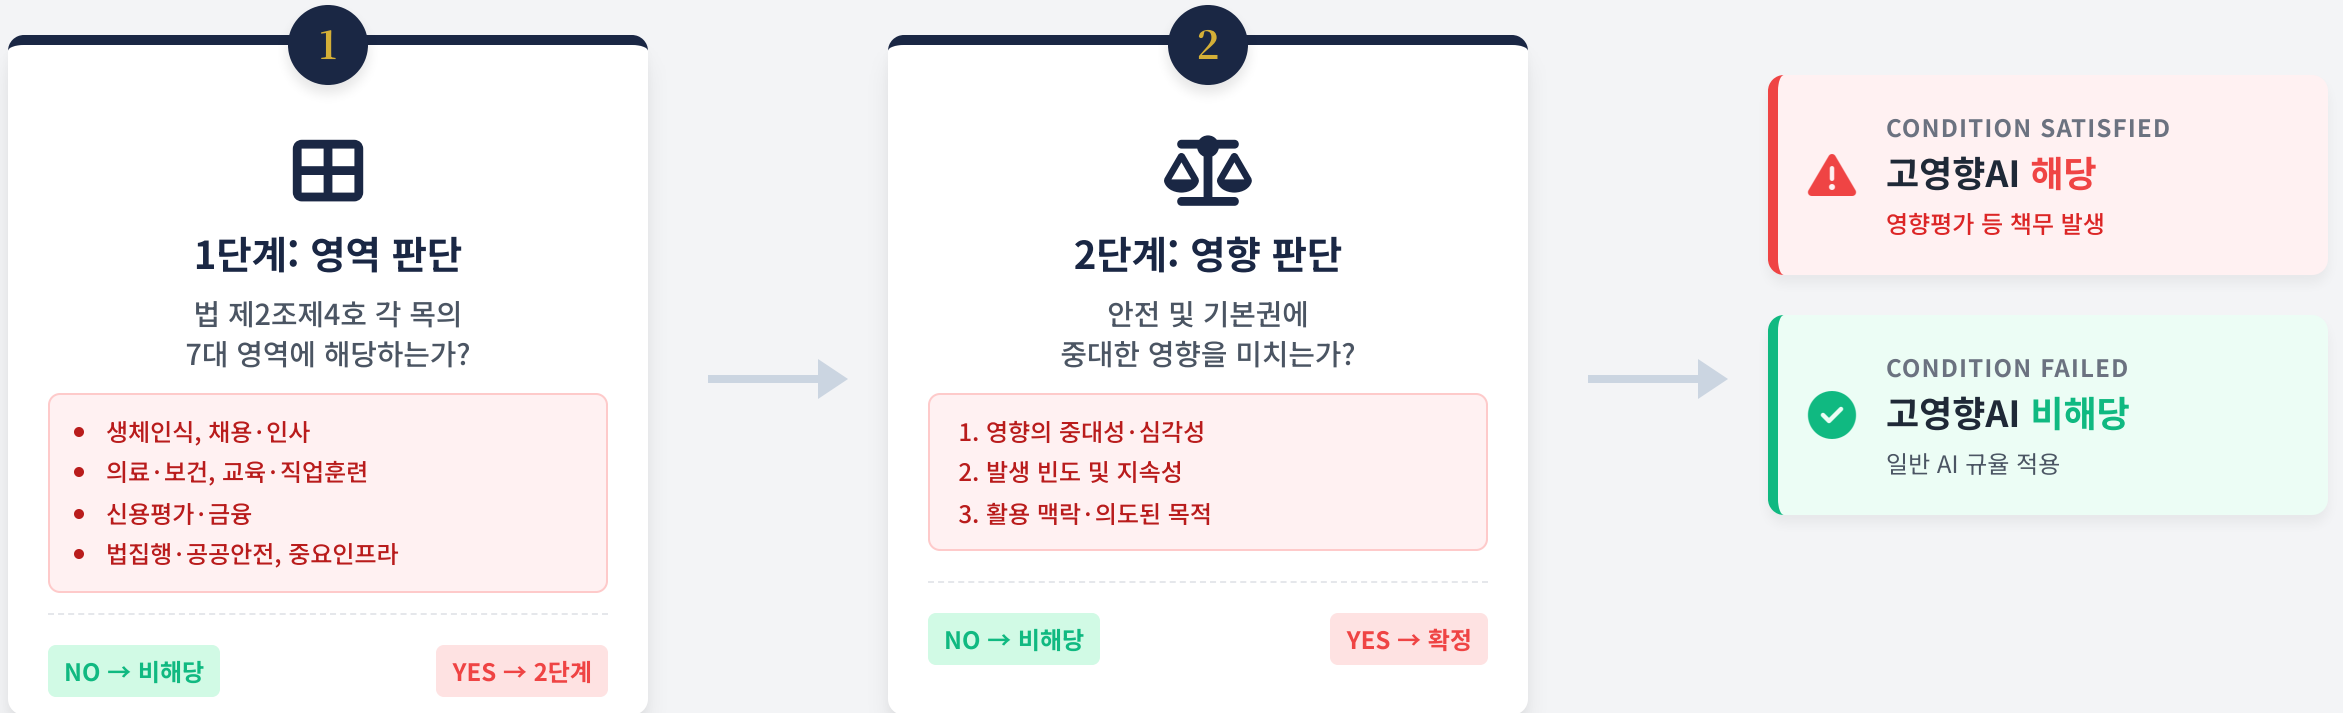 1
1단계: 영역 판단
법 제2조제4호 각 목의
7대 영역에 해당하는가?
• 생체인식, 채용·인사
• 의료·보건, 교육·직업훈련
• 신용평가·금융
• 법집행·공공안전, 중요인프라
NO → 비해당
YES → 2단계
2
2단계: 영향 판단
안전 및 기본권에
중대한 영향을 미치는가?
1. 영향의 중대성·심각성
2. 발생 빈도 및 지속성
3. 활용 맥락·의도된 목적
NO → 비해당
YES → 확정
CONDITION SATISFIED
고영향AI 해당
영향평가 등 책무 발생
CONDITION FAILED
고영향AI 비해당
일반 AI 규율 적용